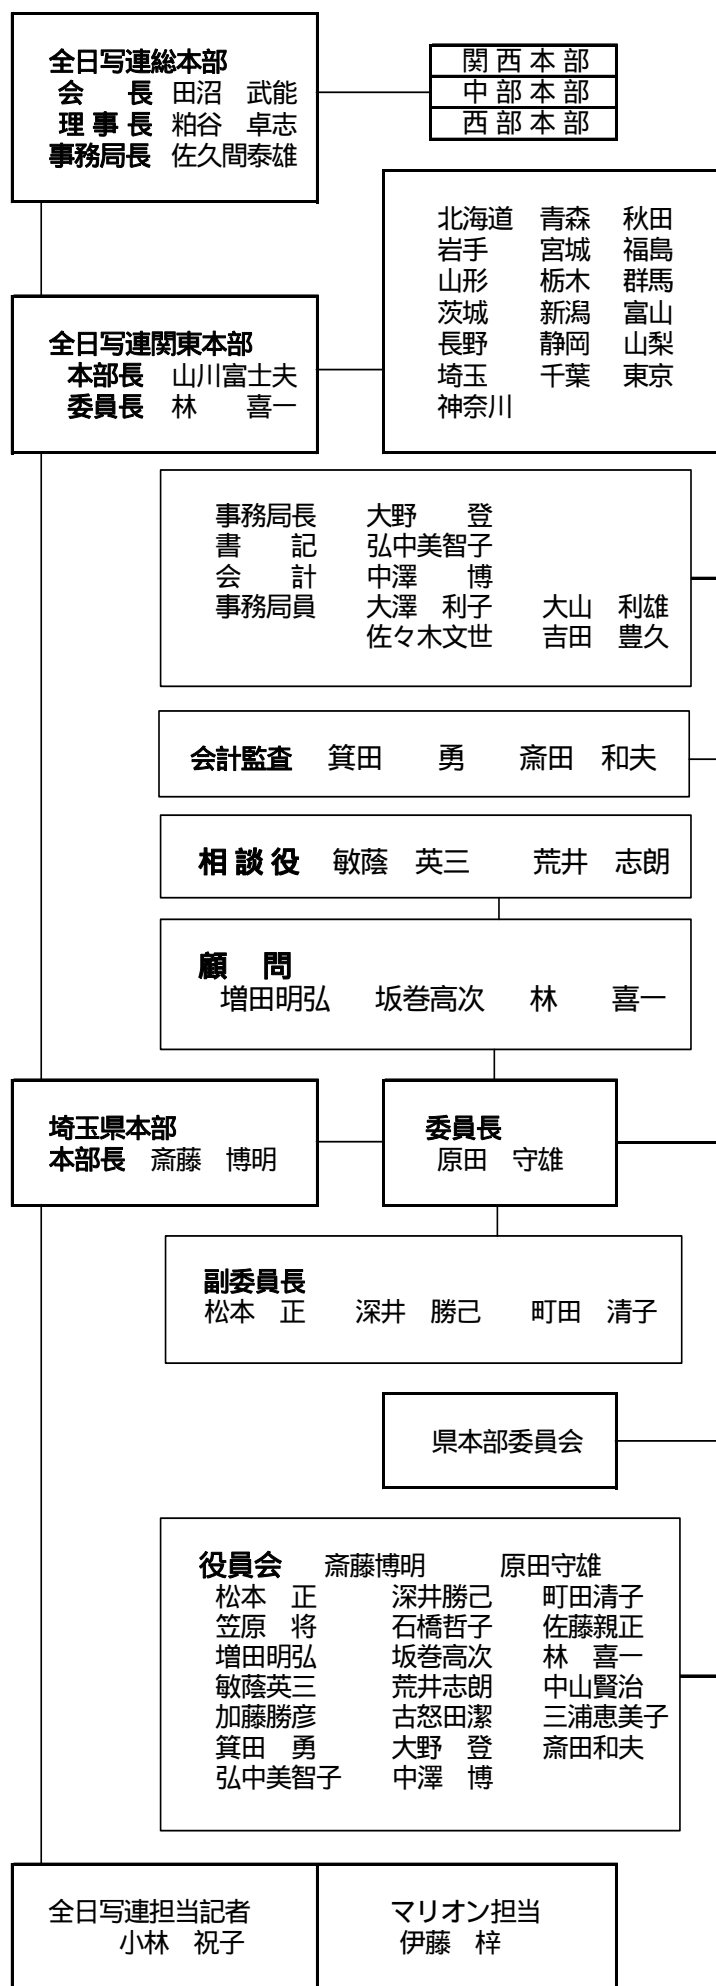 全日写連総本部
会　　長　田沼　武能
理 事 長　粕谷　卓志
事務局長　佐久間泰雄
関 西 本 部
中 部 本 部
西 部 本 部
北海道　青森　秋田
岩手　宮城　福島
山形　栃木　群馬
茨城　新潟　富山
長野　静岡　山梨
埼玉　千葉　東京
神奈川
全日写連関東本部
本部長　山川富士夫
委員長　林　　喜一
事務局長　大野　　登
書　　記　弘中美智子
会　　計　中澤　　博
事務局員　大澤　利子　大山　利雄
佐々木文世　吉田　豊久
会計監査　箕田　　勇　斎田　和夫
相 談 役　敏蔭　英三　荒井　志朗
顧　問
増田明弘　坂巻高次　林　　喜一
埼玉県本部
本部長　斎藤　博明
委員長
原田　守雄
副委員長
松本　正　深井　勝己　町田　清子
県本部委員会
役員会　斎藤博明　原田守雄
松本　正　深井勝己　町田清子
笠原　将　石橋哲子　佐藤親正
増田明弘　坂巻高次　林　喜一
敏蔭英三　荒井志朗　中山賢治
加藤勝彦　古怒田潔　三浦恵美子
箕田　勇　大野　登　斎田和夫
弘中美智子　中澤　博
全日写連担当記者
小林　祝子
マリオン担当
伊藤　梓